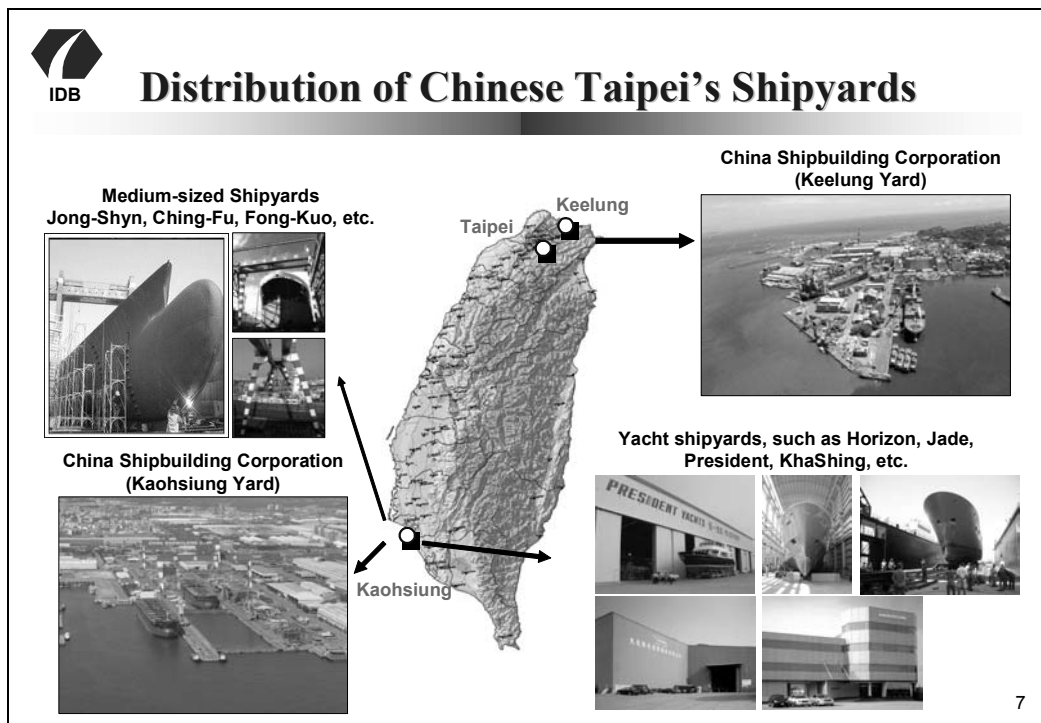 IDB
Distribution of Chinese Taipei's Shipyards
China Shipbuilding Corporation
(Keelung Yard)
Medium-sized Shipyards
Jong-Shyn, Ching-Fu, Fong-Kuo, etc.
Keelung
Taipei
Yacht shipyards, such as Horizon, Jade,
President, KhaShing, etc.
China Shipbuilding Corporation
(Kaohsiung Yard)
PRESIDENT YACHTS
Kaohsiung
7